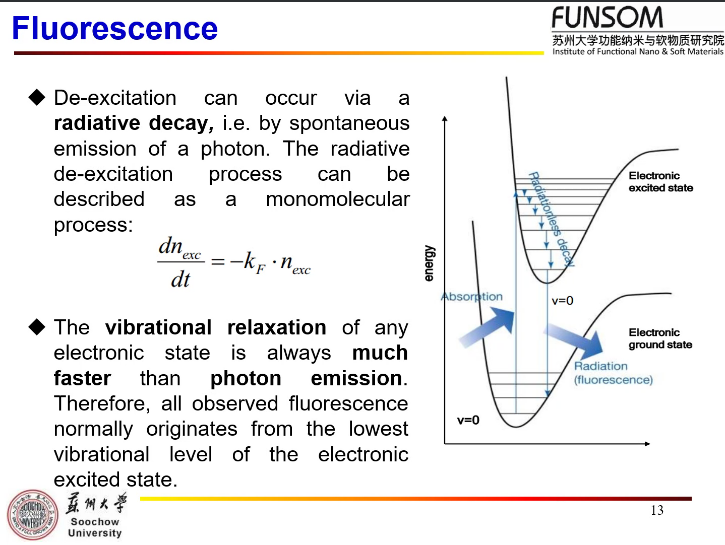 Fluorescence
FUNSOM
苏州大学功能纳米与软物质研究院
Institute of Functional Nano & Soft Materials
◆ De-excitation can occur via a
radiative decay, i.e. by spontaneous
emission of a photon. The radiative
de-excitation process can be
described as a monomolecular
process:
dn_exc/dt = −k_F · n_exc
◆ The vibrational relaxation of any
electronic state is always much
faster than photon emission.
Therefore, all observed fluorescence
normally originates from the lowest
vibrational level of the electronic
excited state.
energy
Electronic
excited state
Radiationless decay
Absorption
v=0
Electronic
ground state
Radiation
(fluorescence)
v=0
蘇州大學
Soochow
University
13